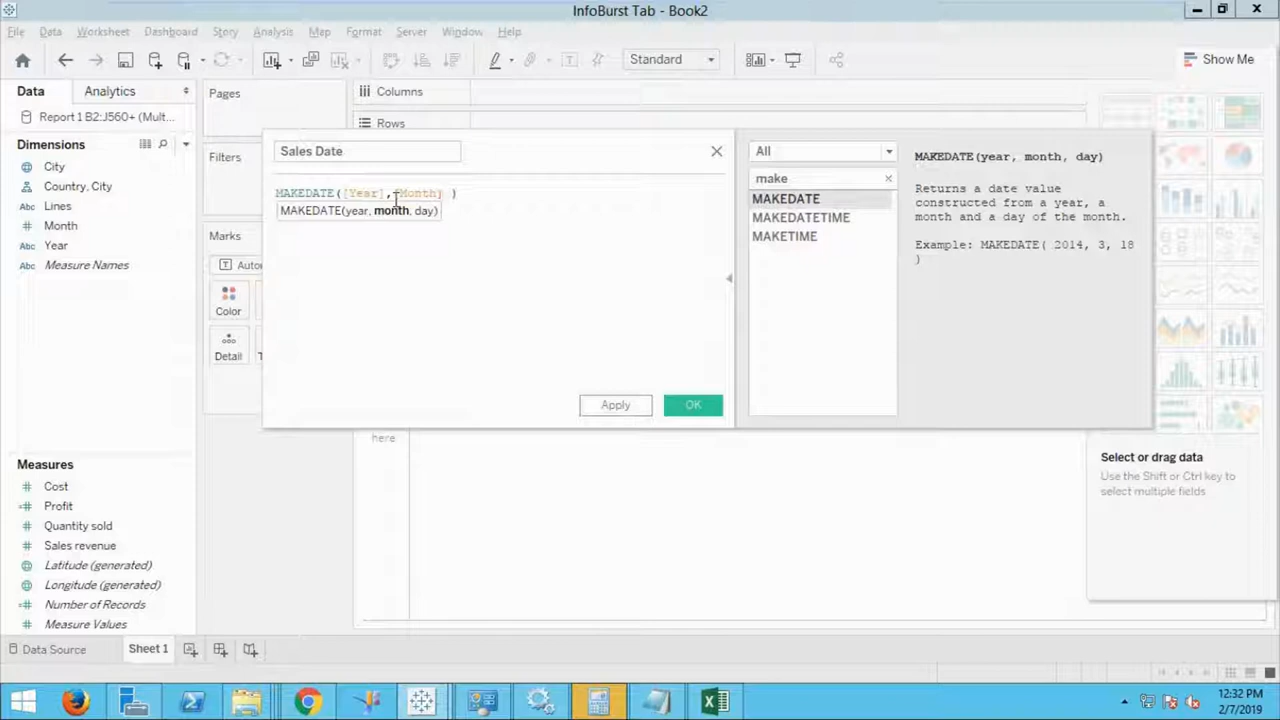 InfoBurst Tab - Book2
File Data Worksheet Dashboard Story Analysis Map Format Server Window Help
Standard
Show Me
Data Analytics
Pages
Columns
Report 1 B2:J560+ (Mult...
Rows
Dimensions
City
Country, City
Lines
Month
Year
Measure Names
Filters
Marks
Color
Detail
Sales Date
MAKEDATE([Year],[Month] )
MAKEDATE(year, month, day)
Apply OK
All
make
MAKEDATE
MAKEDATETIME
MAKETIME
MAKEDATE(year, month, day)
Returns a date value
constructed from a year, a
month and a day of the month.
Example: MAKEDATE( 2014, 3, 18
)
here
Measures
Cost
Profit
Quantity sold
Sales revenue
Latitude (generated)
Longitude (generated)
Number of Records
Measure Values
Select or drag data
Use the Shift or Ctrl key to
select multiple fields
Data Source Sheet 1
12:32 PM
2/7/2019